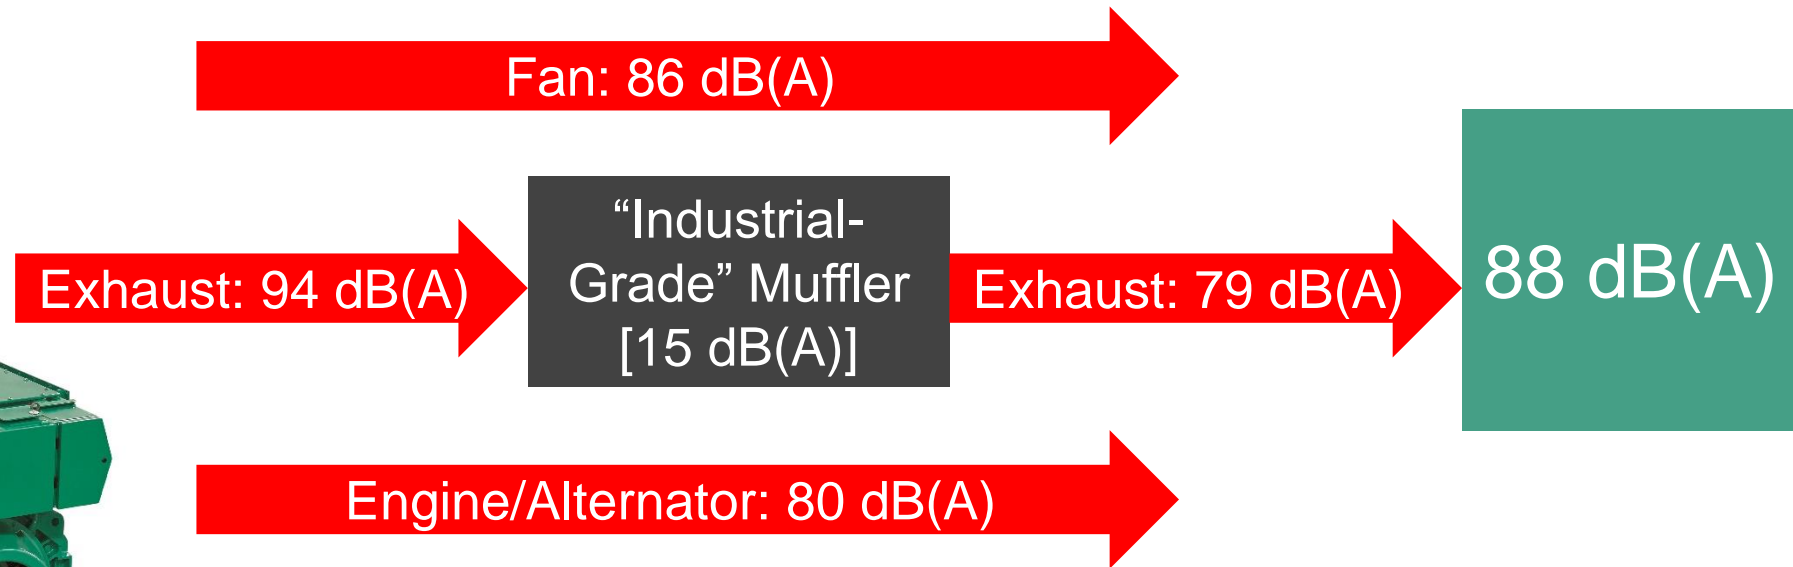 Fan: 86 dB(A)
“Industrial-
Grade” Muffler
[15 dB(A)]
Exhaust: 94 dB(A)
Exhaust: 79 dB(A)
88 dB(A)
Engine/Alternator: 80 dB(A)